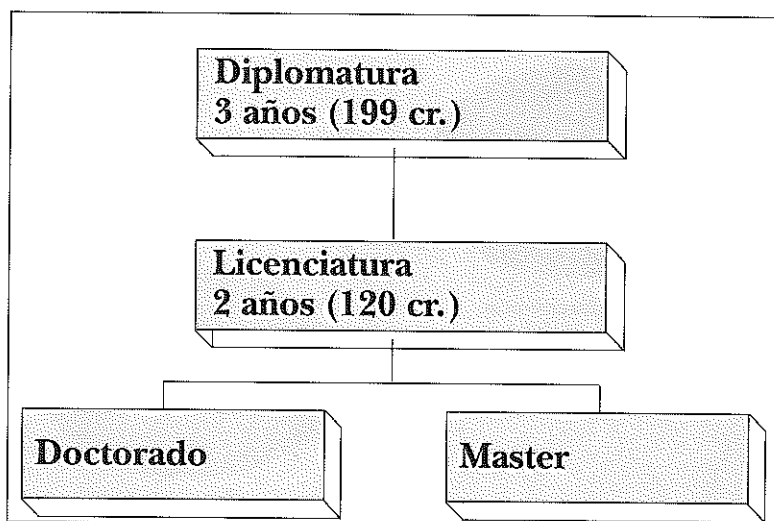 Diplomatura
3 años (199 cr.)
Licenciatura
2 años (120 cr.)
Doctorado
Master